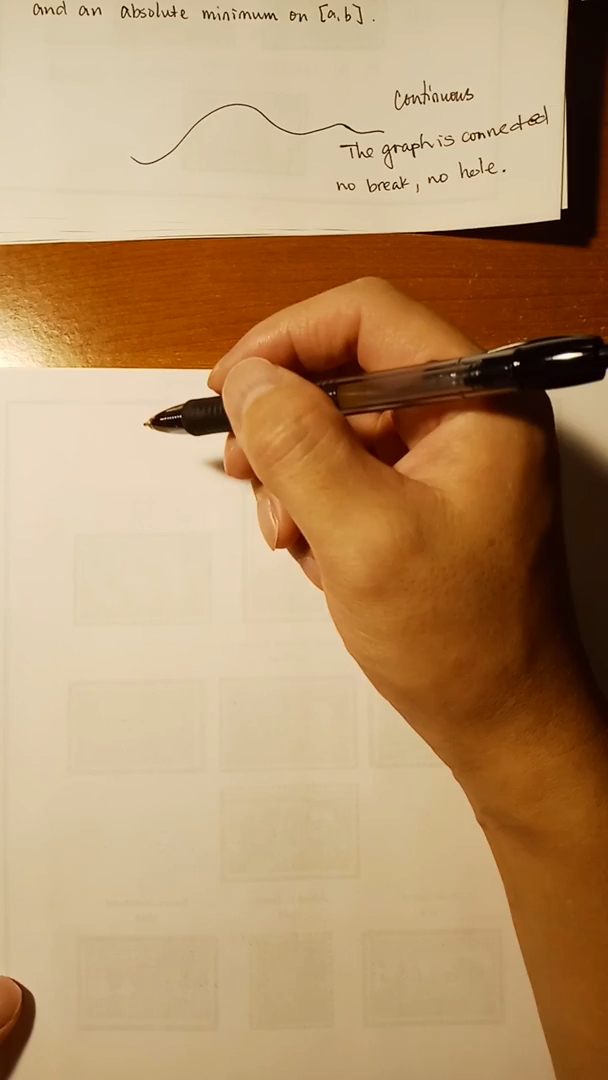 and an absolute minimum on [a,b].
Continuous
The graph is connected
no break, no hole.